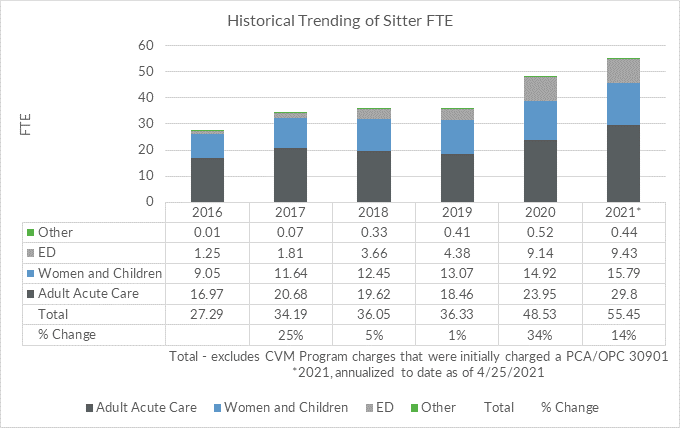 Historical Trending of Sitter FTE
60
50
40
30
20
10
0
FTE
2016 2017 2018 2019 2020 2021*
Other 0.01 0.07 0.33 0.41 0.52 0.44
ED 1.25 1.81 3.66 4.38 9.14 9.43
Women and Children 9.05 11.64 12.45 13.07 14.92 15.79
Adult Acute Care 16.97 20.68 19.62 18.46 23.95 29.8
Total 27.29 34.19 36.05 36.33 48.53 55.45
% Change 25% 5% 1% 34% 14%
Total - excludes CVM Program charges that were initially charged a PCA/OPC 30901
*2021, annualized to date as of 4/25/2021
Adult Acute Care Women and Children ED Other Total % Change